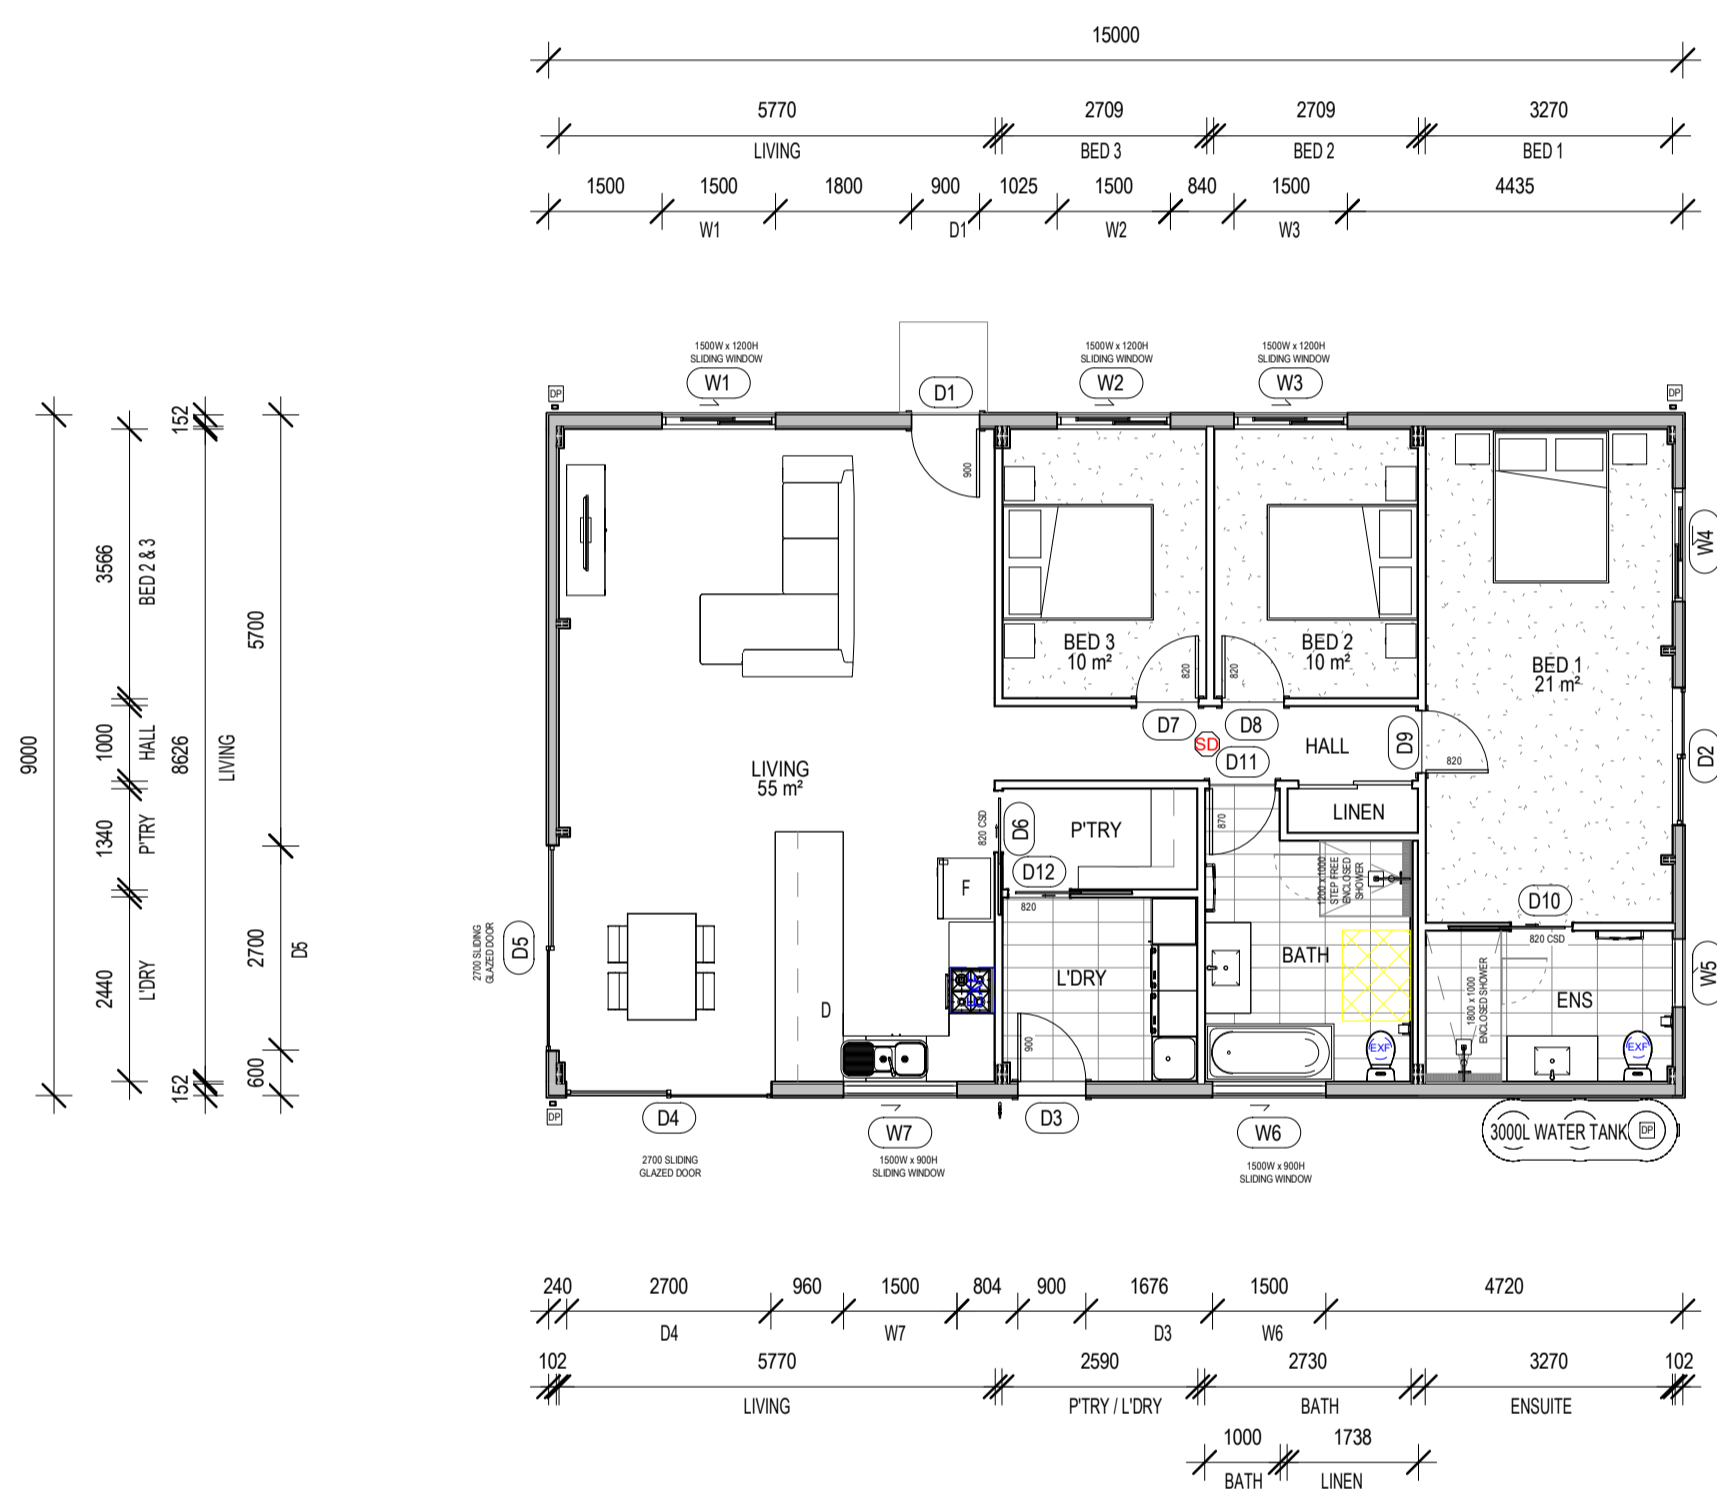 15000
5770 2709 2709 3270
LIVING BED 3 BED 2 BED 1
1500 1500 1800 900 1025 1500 840 1500 4435
W1 D1 W2 W3
1500W x 1200H
SLIDING WINDOW
W1
D1
1500W x 1200H
SLIDING WINDOW
W2
1500W x 1200H
SLIDING WINDOW
W3
DP
DP
9000
152
3566
BED 2 & 3
1000
HALL
1340
P'TRY
2440
L'DRY
8626
LIVING
152
5700
2700
D5
600
900
BED 3
10 m²
820
BED 2
10 m²
820
BED 1
21 m²
W4
D7
D8
SD
D11
HALL
D9
820
D2
LIVING
55 m²
820 CSD
D6
P'TRY
D12
820
870
LINEN
1200 x 1000
STEP FREE
ENCLOSED
SHOWER
F
D10
820 CSD
2700 SLIDING
GLAZED DOOR
D5
D
L'DRY
900
BATH
1800 x 1000
ENCLOSED SHOWER
ENS
W5
EXF
EXF
EXF
DP
D4
2700 SLIDING
GLAZED DOOR
W7
1500W x 900H
SLIDING WINDOW
D3
W6
1500W x 900H
SLIDING WINDOW
3000L WATER TANK
DP
240 2700 960 1500 804 900 1676 1500 4720
D4 W7 D3 W6
102 5770 2590 2730 3270 102
LIVING P'TRY / L'DRY BATH ENSUITE
1000 1738
BATH LINEN